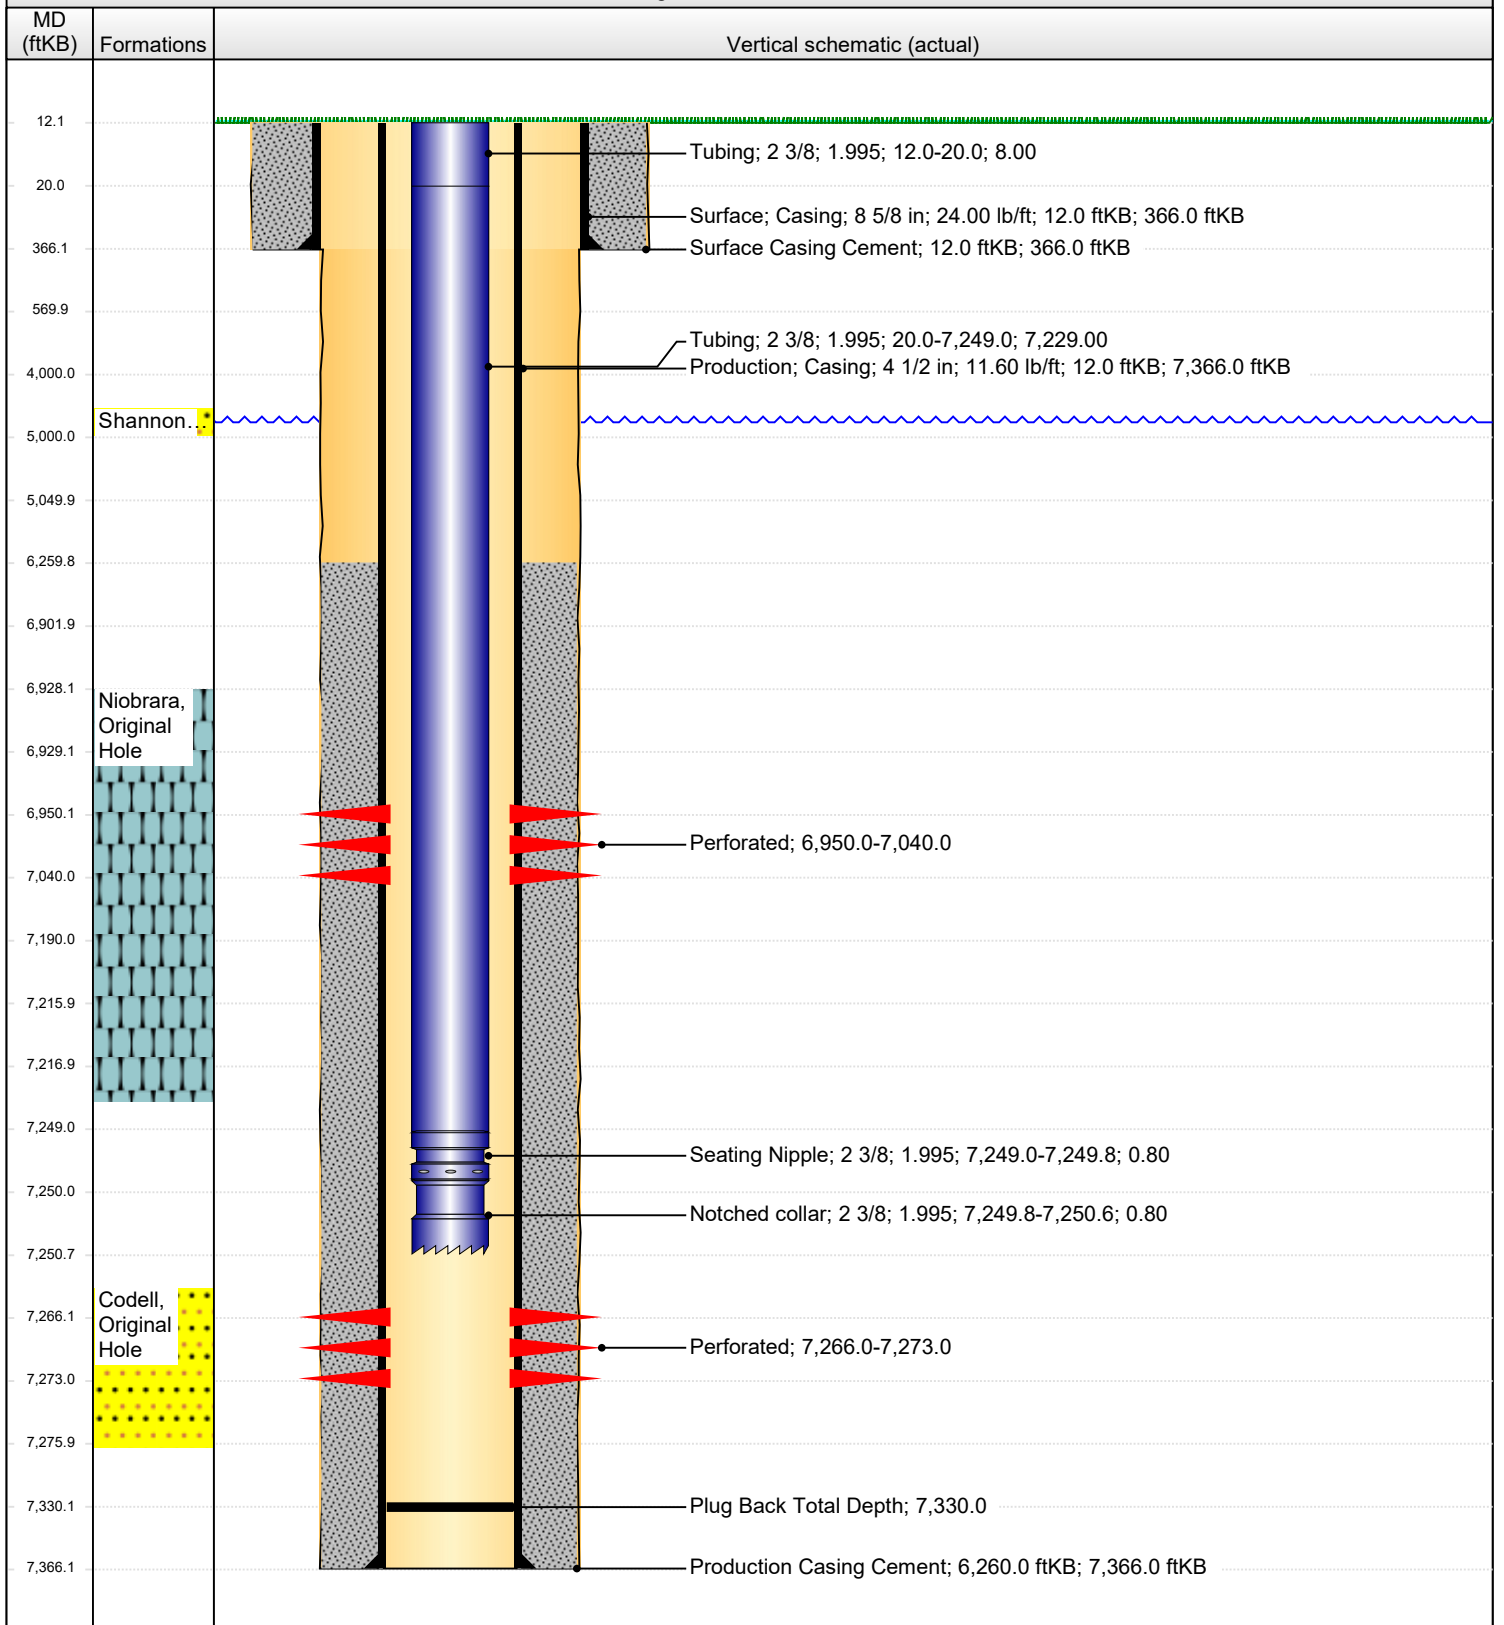 MD
(ftKB)
Formations
Vertical schematic (actual)
12.1
Tubing; 2 3/8; 1.995; 12.0-20.0; 8.00
20.0
Surface; Casing; 8 5/8 in; 24.00 lb/ft; 12.0 ftKB; 366.0 ftKB
366.1
Surface Casing Cement; 12.0 ftKB; 366.0 ftKB
569.9
Tubing; 2 3/8; 1.995; 20.0-7,249.0; 7,229.00
Production; Casing; 4 1/2 in; 11.60 lb/ft; 12.0 ftKB; 7,366.0 ftKB
4,000.0
Shannon...
5,000.0
5,049.9
6,259.8
6,901.9
6,928.1
Niobrara,
Original
Hole
6,929.1
6,950.1
Perforated; 6,950.0-7,040.0
7,040.0
7,190.0
7,215.9
7,216.9
7,249.0
Seating Nipple; 2 3/8; 1.995; 7,249.0-7,249.8; 0.80
7,250.0
Notched collar; 2 3/8; 1.995; 7,249.8-7,250.6; 0.80
7,250.7
Codell,
Original
Hole
7,266.1
Perforated; 7,266.0-7,273.0
7,273.0
7,275.9
7,330.1
Plug Back Total Depth; 7,330.0
7,366.1
Production Casing Cement; 6,260.0 ftKB; 7,366.0 ftKB